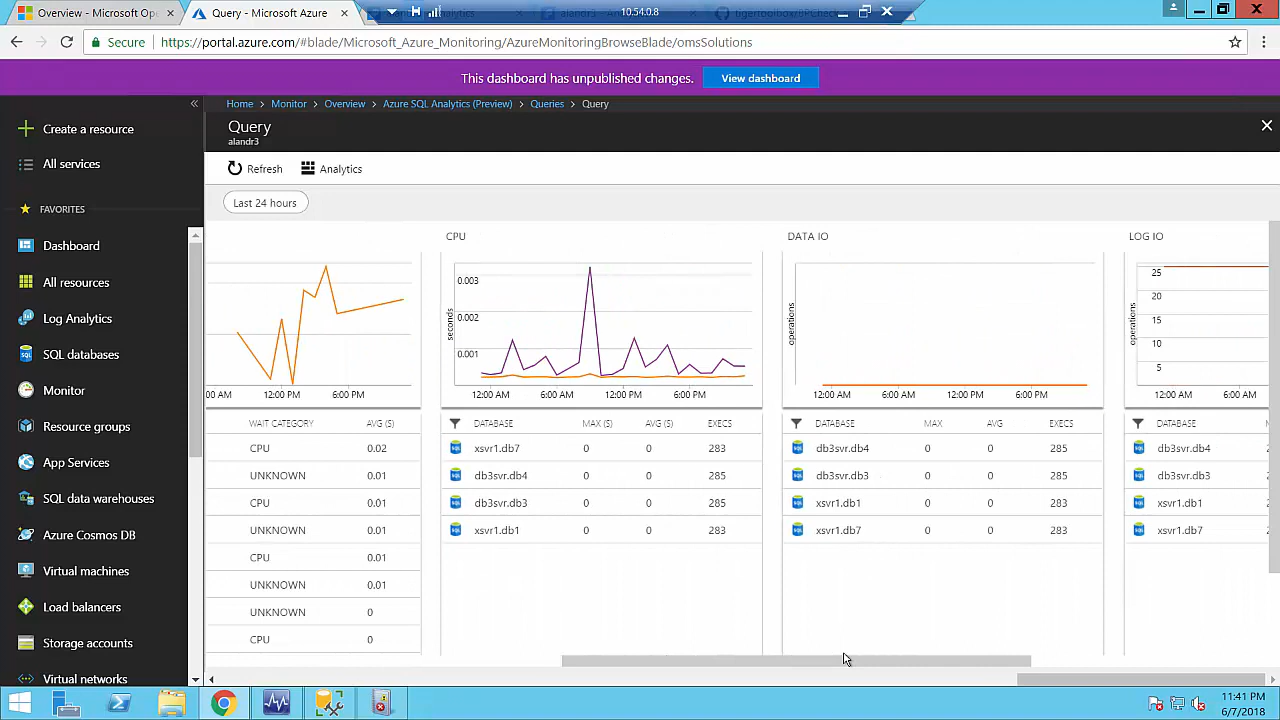 Overview - Microsoft Op
Query - Microsoft Azure
10.54.0.8
Secure
https://portal.azure.com/#blade/Microsoft_Azure_Monitoring/AzureMonitoringBrowseBlade/omsSolutions
This dashboard has unpublished changes.
View dashboard
Home > Monitor > Overview > Azure SQL Analytics (Preview) > Queries > Query
Query
alandr3
Refresh
Analytics
Last 24 hours
Create a resource
All services
FAVORITES
Dashboard
All resources
Log Analytics
SQL databases
Monitor
Resource groups
App Services
SQL data warehouses
Azure Cosmos DB
Virtual machines
Load balancers
Storage accounts
Virtual networks
:00 AM 12:00 PM 6:00 PM
WAIT CATEGORY AVG (S)
CPU 0.02
UNKNOWN 0.01
CPU 0.01
UNKNOWN 0.01
CPU 0.01
UNKNOWN 0.01
UNKNOWN 0
CPU 0
CPU
seconds
0.003
0.002
0.001
12:00 AM 6:00 AM 12:00 PM 6:00 PM
DATABASE MAX (S) AVG (S) EXECS
xsvr1.db7 0 0 283
db3svr.db4 0 0 285
db3svr.db3 0 0 285
xsvr1.db1 0 0 283
DATA IO
operations
12:00 AM 6:00 AM 12:00 PM 6:00 PM
DATABASE MAX AVG EXECS
db3svr.db4 0 0 285
db3svr.db3 0 0 285
xsvr1.db1 0 0 283
xsvr1.db7 0 0 283
LOG IO
operations
25
20
15
10
5
12:00 AM 6:00 AM
DATABASE
db3svr.db4
db3svr.db3
xsvr1.db1
xsvr1.db7
11:41 PM
6/7/2018